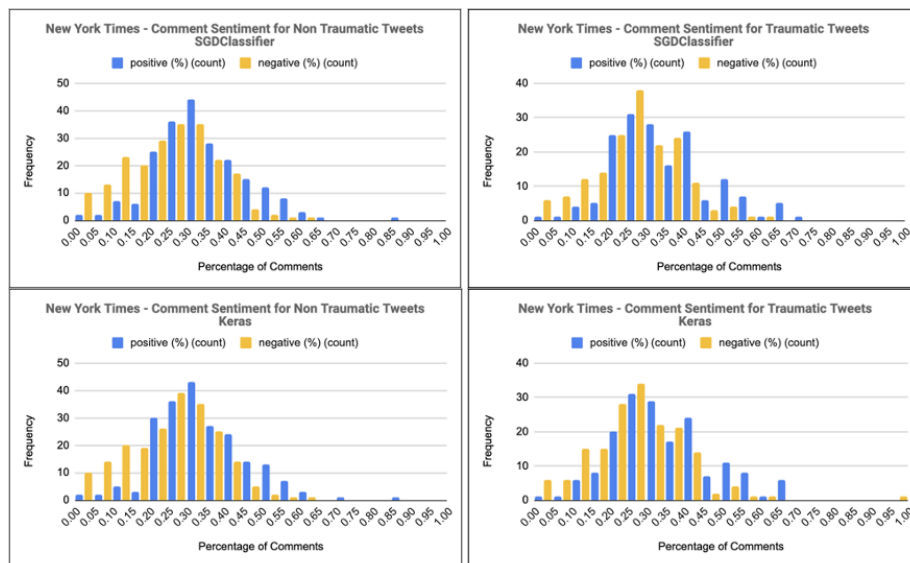 New York Times - Comment Sentiment for Non Traumatic Tweets
SGDClassifier
positive (%) (count) negative (%) (count)
50
40
30
20
10
0
Frequency
0.00 0.05 0.10 0.15 0.20 0.25 0.30 0.35 0.40 0.45 0.50 0.55 0.60 0.65 0.70 0.75 0.80 0.85 0.90 0.95 1.00
Percentage of Comments
New York Times - Comment Sentiment for Traumatic Tweets
SGDClassifier
positive (%) (count) negative (%) (count)
40
30
20
10
0
Frequency
0.00 0.05 0.10 0.15 0.20 0.25 0.30 0.35 0.40 0.45 0.50 0.55 0.60 0.65 0.70 0.75 0.80 0.85 0.90 0.95 1.00
Percentage of Comments
New York Times - Comment Sentiment for Non Traumatic Tweets
Keras
positive (%) (count) negative (%) (count)
50
40
30
20
10
0
Frequency
0.00 0.05 0.10 0.15 0.20 0.25 0.30 0.35 0.40 0.45 0.50 0.55 0.60 0.65 0.70 0.75 0.80 0.85 0.90 0.95 1.00
Percentage of Comments
New York Times - Comment Sentiment for Traumatic Tweets
Keras
positive (%) (count) negative (%) (count)
40
30
20
10
0
Frequency
0.00 0.05 0.10 0.15 0.20 0.25 0.30 0.35 0.40 0.45 0.50 0.55 0.60 0.65 0.70 0.75 0.80 0.85 0.90 0.95 1.00
Percentage of Comments